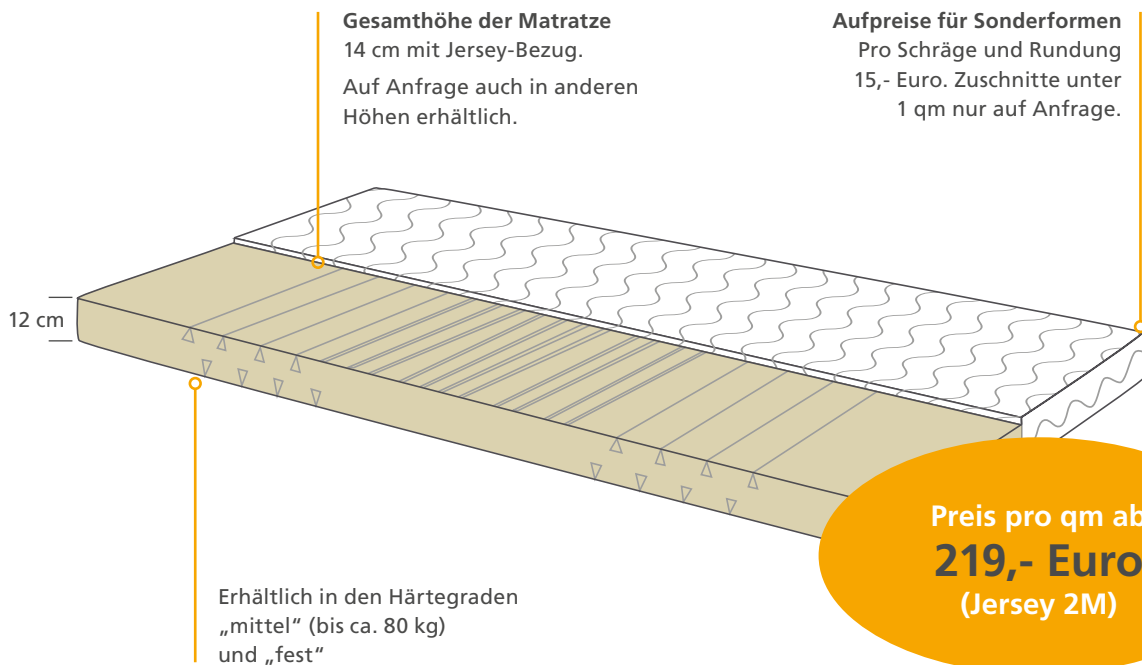 Gesamthöhe der Matratze
14 cm mit Jersey-Bezug.
Auf Anfrage auch in anderen
Höhen erhältlich.
Aufpreise für Sonderformen
Pro Schräge und Rundung
15,- Euro. Zuschnitte unter
1 qm nur auf Anfrage.
12 cm
Preis pro qm ab
219,- Euro
(Jersey 2M)
Erhältlich in den Härtegraden
„mittel“ (bis ca. 80 kg)
und „fest“